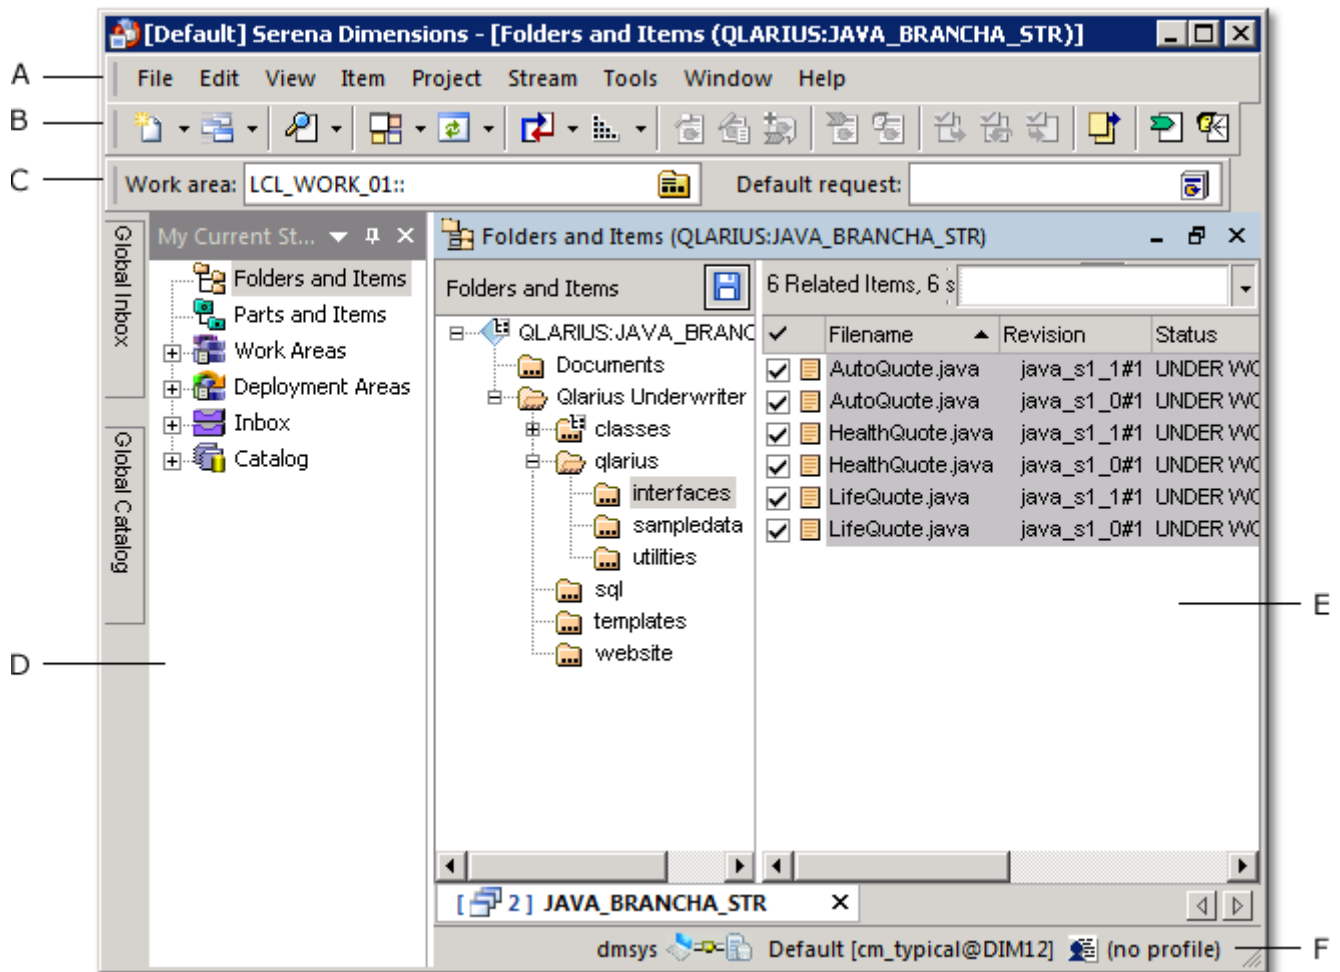 [Default] Serena Dimensions - [Folders and Items (QLARIUS:JAVA_BRANCHA_STR)]
A
File Edit View Item Project Stream Tools Window Help
B
C
Work area: LCL_WORK_01:: Default request:
Global Inbox
Global Catalog
My Current St...
Folders and Items
Parts and Items
Work Areas
Deployment Areas
Inbox
Catalog
D
Folders and Items (QLARIUS:JAVA_BRANCHA_STR)
Folders and Items
QLARIUS:JAVA_BRANC
Documents
Qlarius Underwriter
classes
qlarius
interfaces
sampledata
utilities
sql
templates
website
6 Related Items, 6 s
Filename Revision Status
AutoQuote.java java_s1_1#1 UNDER WO
AutoQuote.java java_s1_0#1 UNDER WO
HealthQuote.java java_s1_1#1 UNDER WO
HealthQuote.java java_s1_0#1 UNDER WO
LifeQuote.java java_s1_1#1 UNDER WO
LifeQuote.java java_s1_0#1 UNDER WO
E
[ 2 ] JAVA_BRANCHA_STR
dmsys Default [cm_typical@DIM12] (no profile)
F